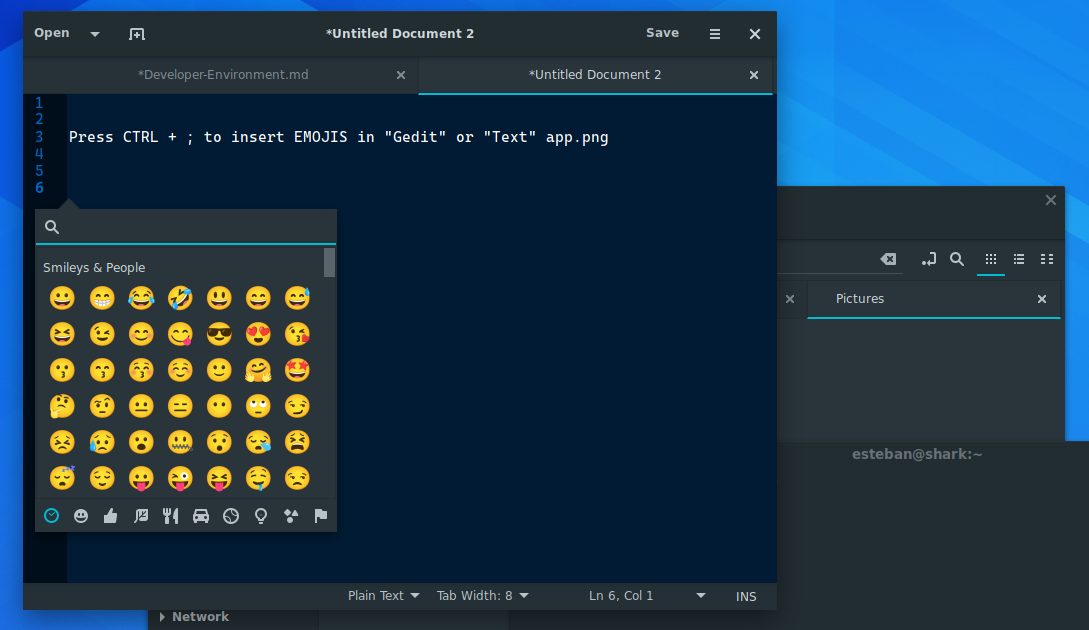 Open
*Untitled Document 2
Save
*Developer-Environment.md
*Untitled Document 2
1
2
3 Press CTRL + ; to insert EMOJIS in "Gedit" or "Text" app.png
4
5
6
Smileys & People
Pictures
esteban@shark:~
Plain Text
Tab Width: 8
Ln 6, Col 1
INS
Network